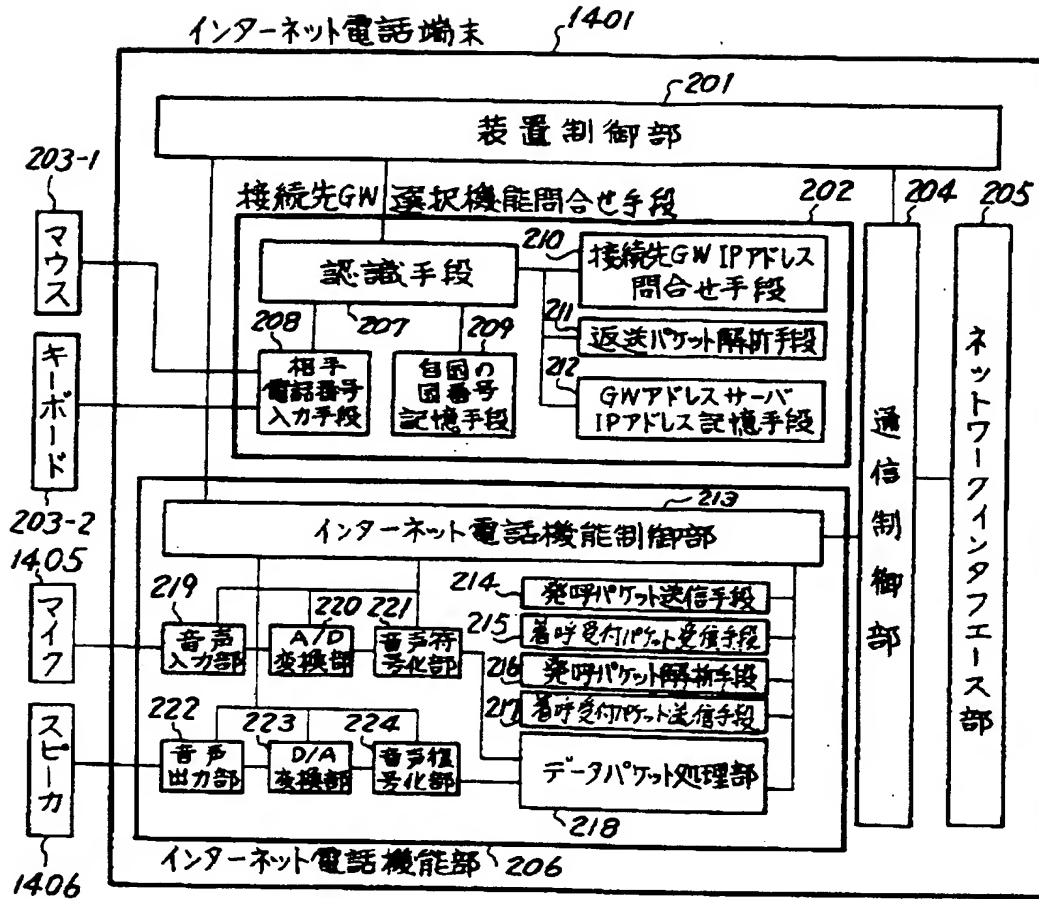 インターネット電話端末
1401
201
装置制御部
203-1
マウス
接続先GW選択機能問合せ手段
202
204
205
認識手段
207
210
接続先GW IPアドレス
問合せ手段
208
相手
電話番号
入力手段
209
自国の
国番号
記憶手段
211
返送パケット解析手段
212
GWアドレスサーバ
IPアドレス記憶手段
キーボード
203-2
通信制御部
ネットワークインタフエース部
213
インターネット電話機能制御部
1405
マイク
219
音声
入力部
220
A/D
変換部
221
音声符
号化部
214
発呼パケット送信手段
215
着呼受付パケット受信手段
216
発呼パケット解析手段
217
着呼受付パケット送信手段
222
音声
出力部
223
D/A
変換部
224
音声復
号化部
データパケット処理部
218
スピーカ
1406
インターネット電話機能部
206